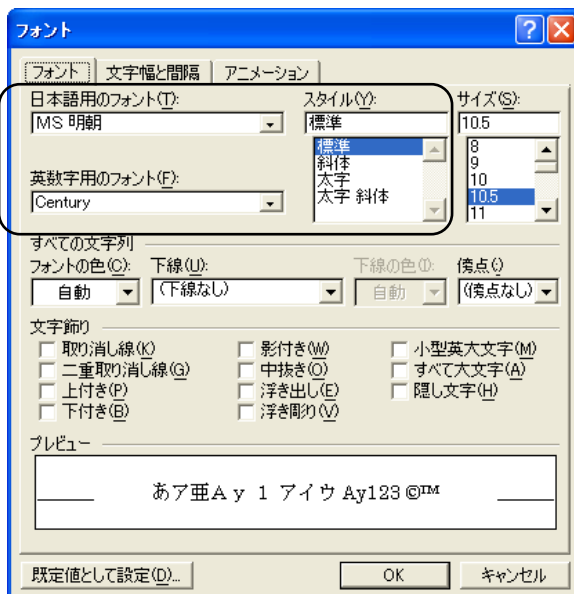 フォント
フォント 文字幅と間隔 アニメーション
日本語用のフォント(T): スタイル(Y): サイズ(S):
MS 明朝 標準 10.5
標準 8
斜体 9
英数字用のフォント(F): 太字 10
Century 太字 斜体 10.5
11
すべての文字列
フォントの色(C): 下線(U): 下線の色(I): 傍点(:)
自動 (下線なし) 自動 (傍点なし)
文字飾り
取り消し線(K) 影付き(W) 小型英大文字(M)
二重取り消し線(G) 中抜き(O) すべて大文字(A)
上付き(P) 浮き出し(E) 隠し文字(H)
下付き(B) 浮き彫り(V)
プレビュー
あア亜Ay 1 アイウ Ay123 ©™
既定値として設定(D)... OK キャンセル